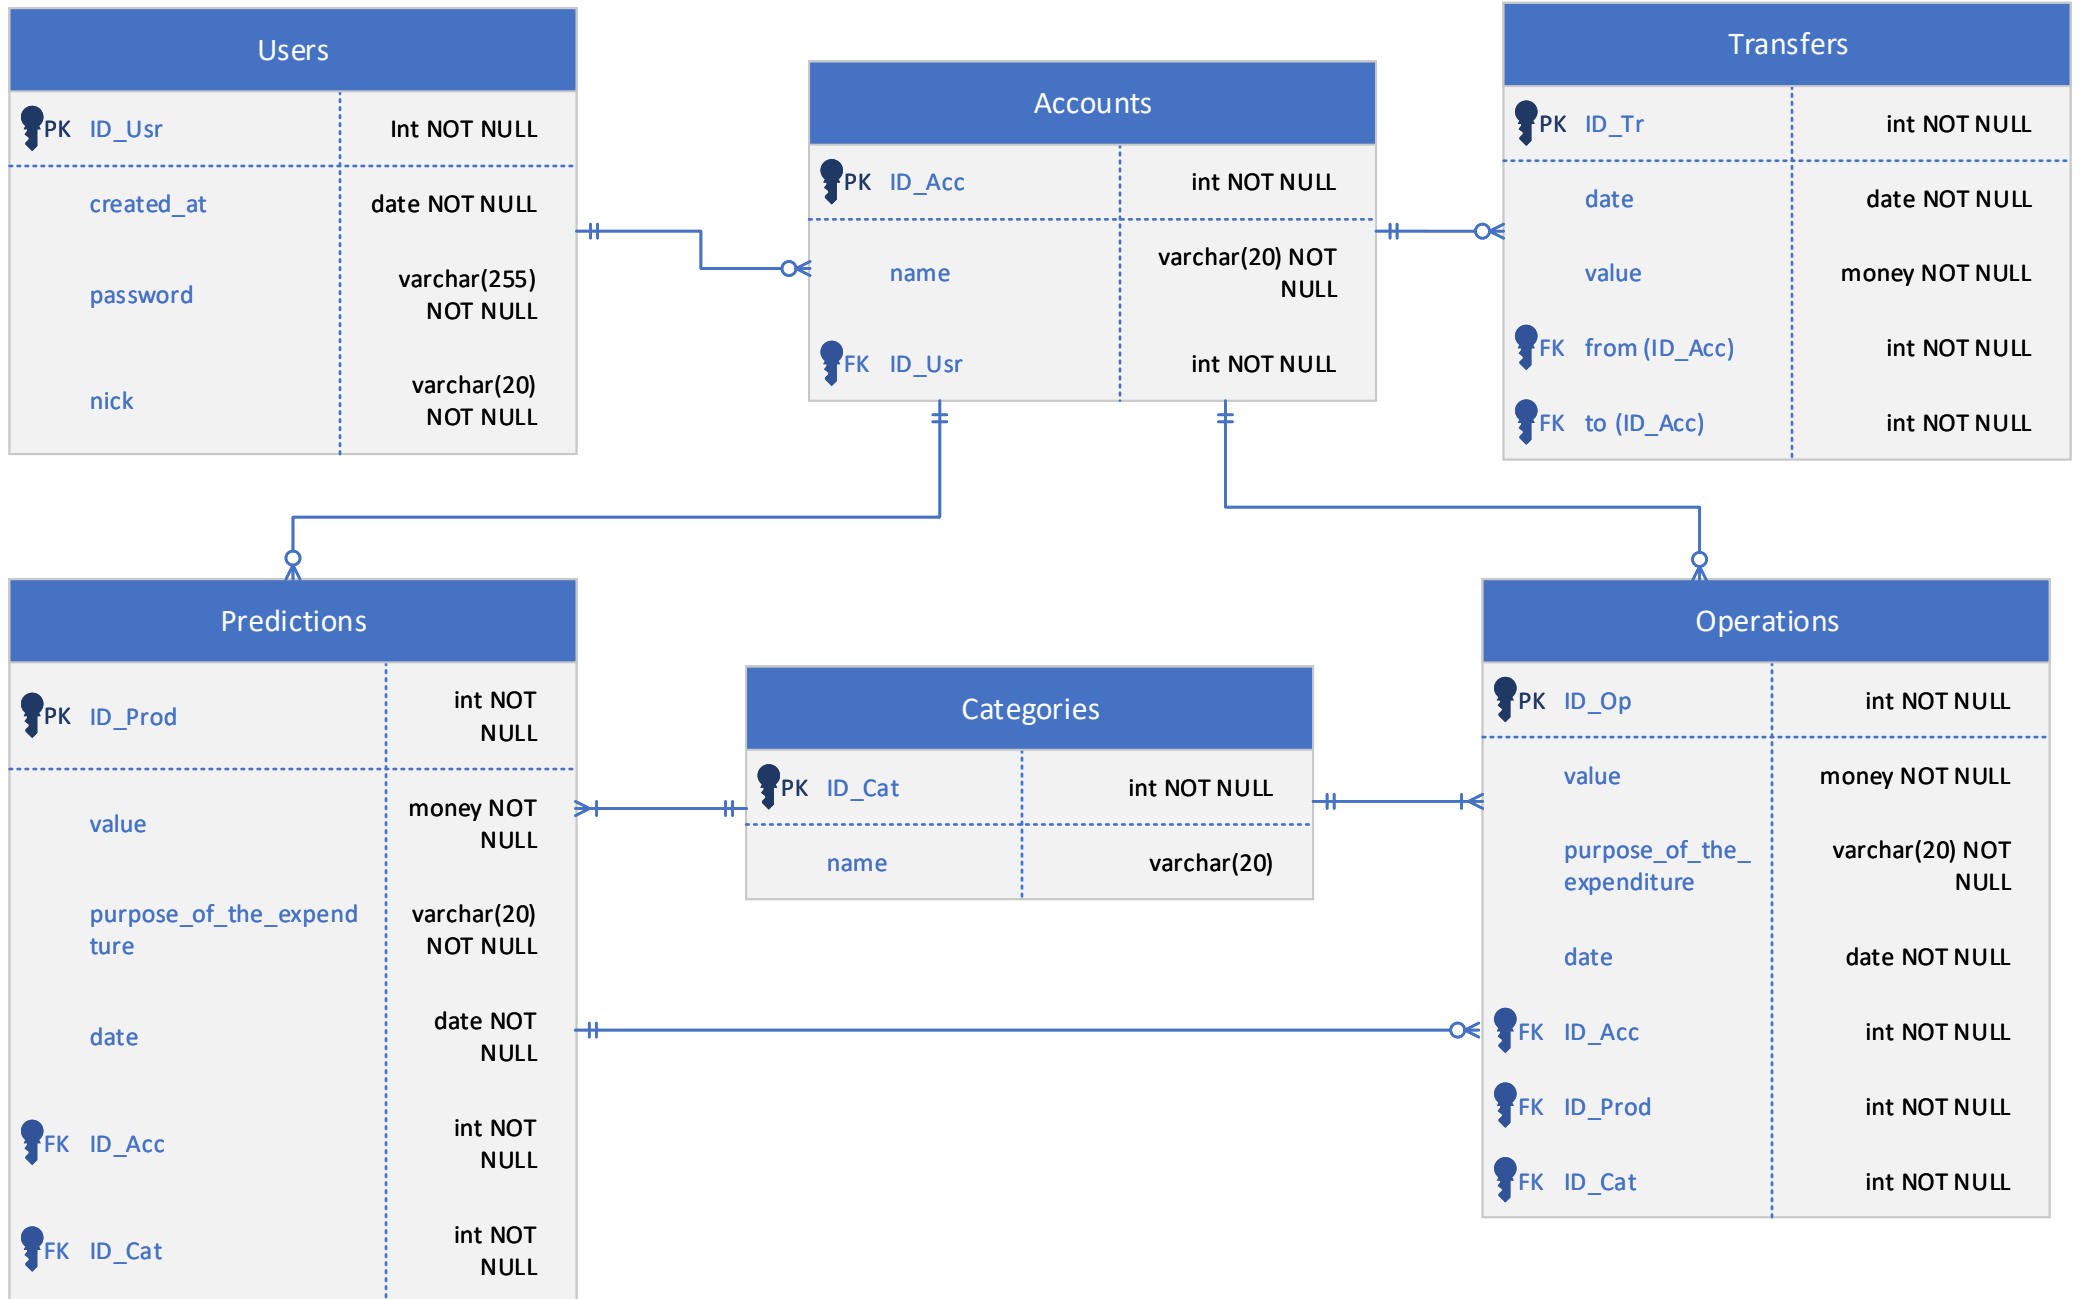 Users
PK ID_Usr Int NOT NULL
created_at date NOT NULL
password varchar(255)
NOT NULL
nick varchar(20)
NOT NULL
Accounts
PK ID_Acc int NOT NULL
name varchar(20) NOT
NULL
FK ID_Usr int NOT NULL
Transfers
PK ID_Tr int NOT NULL
date date NOT NULL
value money NOT NULL
FK from (ID_Acc) int NOT NULL
FK to (ID_Acc) int NOT NULL
Predictions
PK ID_Prod int NOT
NULL
value money NOT
NULL
purpose_of_the_expend varchar(20)
ture NOT NULL
date date NOT
NULL
FK ID_Acc int NOT
NULL
FK ID_Cat int NOT
NULL
Categories
PK ID_Cat int NOT NULL
name varchar(20)
Operations
PK ID_Op int NOT NULL
value money NOT NULL
purpose_of_the_ varchar(20) NOT
expenditure NULL
date date NOT NULL
FK ID_Acc int NOT NULL
FK ID_Prod int NOT NULL
FK ID_Cat int NOT NULL